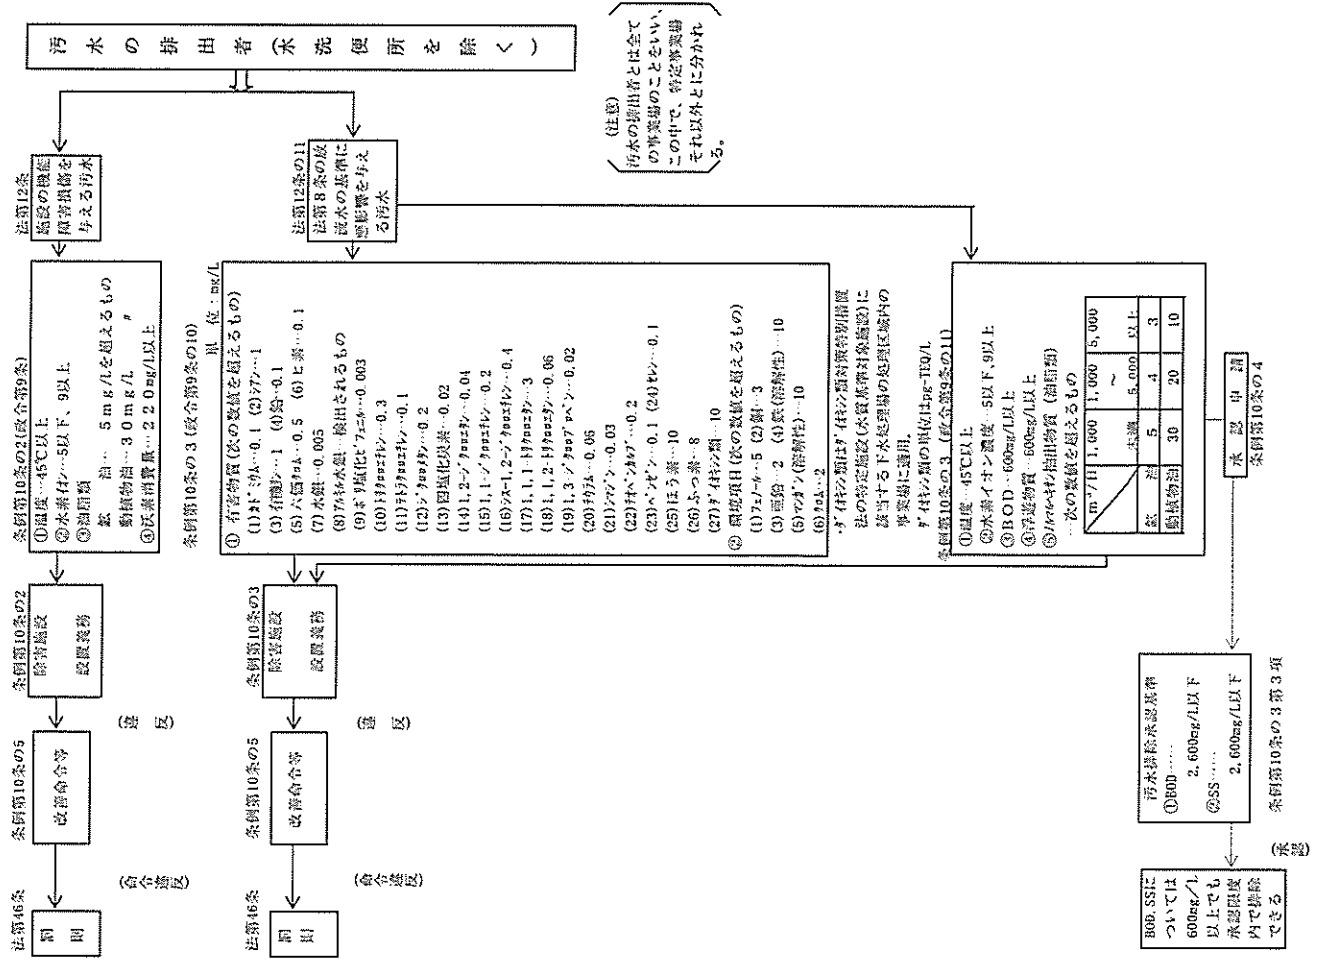 汚水の排出者(水洗便所を除く)
(注意)
汚水の排出者とは全て
の事業場のことをいい、
この中で、特定事業場
それ以外とに分かれ
る。
法第12条
施設の機能
障害損傷を
与える汚水
法第12条の11
法第8条の放
流水の基準に
悪影響を与え
る汚水
条例第10条の2(政令第9条)
①温度…45℃以上
②水素イオン…5以下、9以上
③油脂類
鉱 油… 5mg/Lを超えるもの
動植物油…30mg/L 〃
④沃素消費量…220mg/L以上
条例第10条の3(政令第9条の10)
単位:mg/L
① 有害物質(次の数値を超えるもの)
(1)カドミウム…0.1 (2)シアン…1
(3)有機燐…1 (4)鉛…0.1
(5)六価クロム…0.5 (6)ヒ素…0.1
(7)水銀…0.005
(8)アルキル水銀…検出されるもの
(9)ポリ塩化ビフェニール…0.003
(10)トリクロロエチレン…0.3
(11)テトラクロロエチレン…0.1
(12)ジクロロメタン…0.2
(13)四塩化炭素…0.02
(14)1,2-ジクロロエタン…0.04
(15)1,1-ジクロロエチレン…0.2
(16)シス-1,2-ジクロロエチレン…0.4
(17)1,1,1-トリクロロエタン…3
(18)1,1,2-トリクロロエタン…0.06
(19)1,3-ジクロロプロペン…0.02
(20)チウラム…0.06
(21)シマジン…0.03
(22)チオベンカルブ…0.2
(23)ベンゼン…0.1 (24)セレン…0.1
(25)ほう素…10
(26)ふっ素…8
(27)ダイオキシン類…10
② 環境項目(次の数値を超えるもの)
(1)フェノール…5 (2)銅…3
(3)亜鉛…2 (4)鉄(溶解性)…10
(5)マンガン(溶解性)…10
(6)クロム…2
・ダイオキシン類はダイオキシン類対策特別措置
法の特定施設(水質基準対象施設)に
該当する下水処理場の処理区域内の
事業場に適用。
ダイオキシン類の単位はpg-TEQ/L
条例第10条の3(政令第9条の11)
①温度…45℃以上
②水素イオン濃度…5以下、9以上
③BOD…600mg/L以上
④浮遊物質…600mg/L以上
⑤ノルマルヘキサン抽出物質(油脂類)
…次の数値を超えるもの
m³/日 1,000未満 1,000～5,000 5,000以上
鉱油 5 4 3
動植物油 30 20 10
承認申請
条例第10条の4
条例第10条の2
除害施設
設置義務
(違反)
条例第10条の5
改善命令等
(命令違反)
法第46条
罰則
条例第10条の3
除害施設
設置義務
(違反)
条例第10条の5
改善命令等
(命令違反)
法第46条
罰則
汚水排除承認基準
①BOD……
2,600mg/L以下
②SS……
2,600mg/L以下
条例第10条の3第3項
(承認)
BOD,SSに
ついては
600mg/L
以上でも
承認限度
内で排除
できる